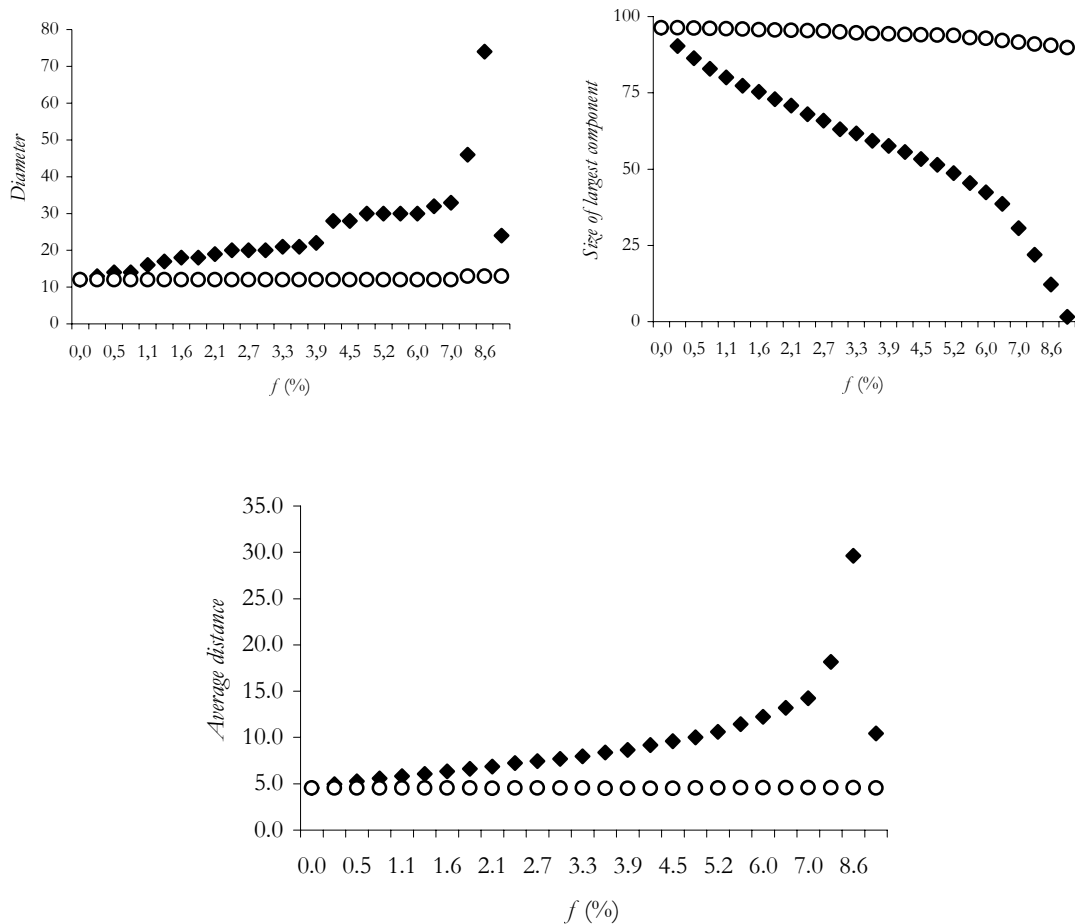 80
70
60
50
40
30
20
10
0
Diameter
0,0 0,5 1,1 1,6 2,1 2,7 3,3 3,9 4,5 5,2 6,0 7,0 8,6
f (%)
100
75
50
25
0
Size of largest component
0,0 0,5 1,1 1,6 2,1 2,7 3,3 3,9 4,5 5,2 6,0 7,0 8,6
f (%)
35.0
30.0
25.0
20.0
15.0
10.0
5.0
0.0
Average distance
0.0 0.5 1.1 1.6 2.1 2.7 3.3 3.9 4.5 5.2 6.0 7.0 8.6
f (%)